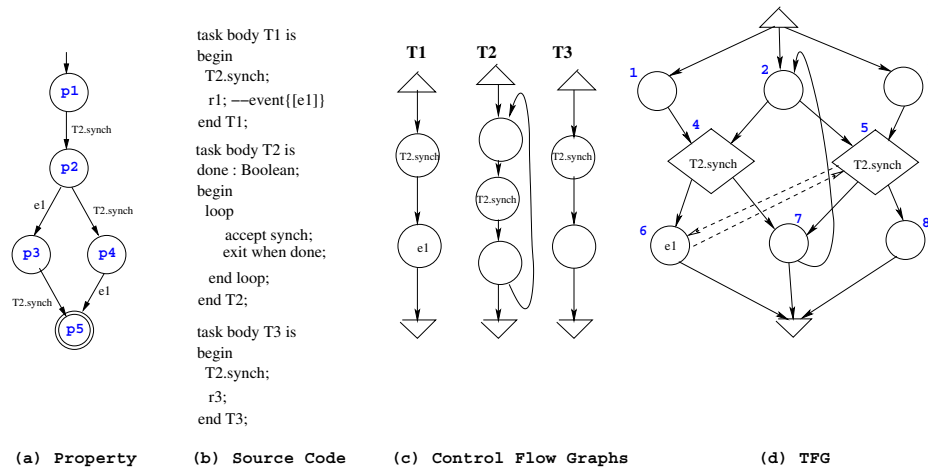 p1
T2.synch
p2
e1
T2.synch
p3
p4
T2.synch
e1
p5
(a) Property
task body T1 is
begin
T2.synch;
r1; −−event{[e1]}
end T1;
task body T2 is
done : Boolean;
begin
loop
accept synch;
exit when done;
end loop;
end T2;
task body T3 is
begin
T2.synch;
r3;
end T3;
(b) Source Code
T1
T2
T3
T2.synch
T2.synch
T2.synch
e1
(c) Control Flow Graphs
1
2
4
5
T2.synch
T2.synch
6
7
8
e1
(d) TFG